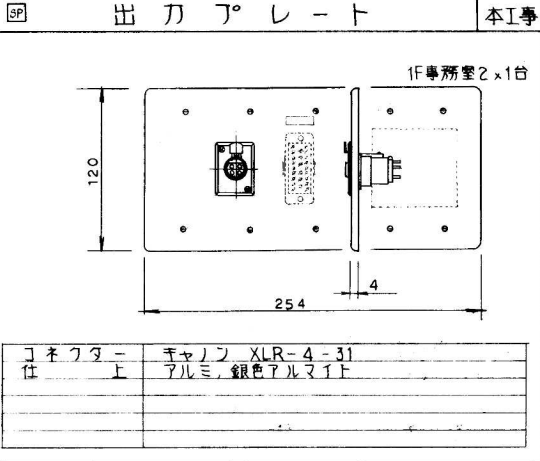 SP 出力プレート 本工事
1F事務室2×1台
120
4
254
コネクター キャノン XLR-4-31
仕上 アルミ,銀色アルマイト